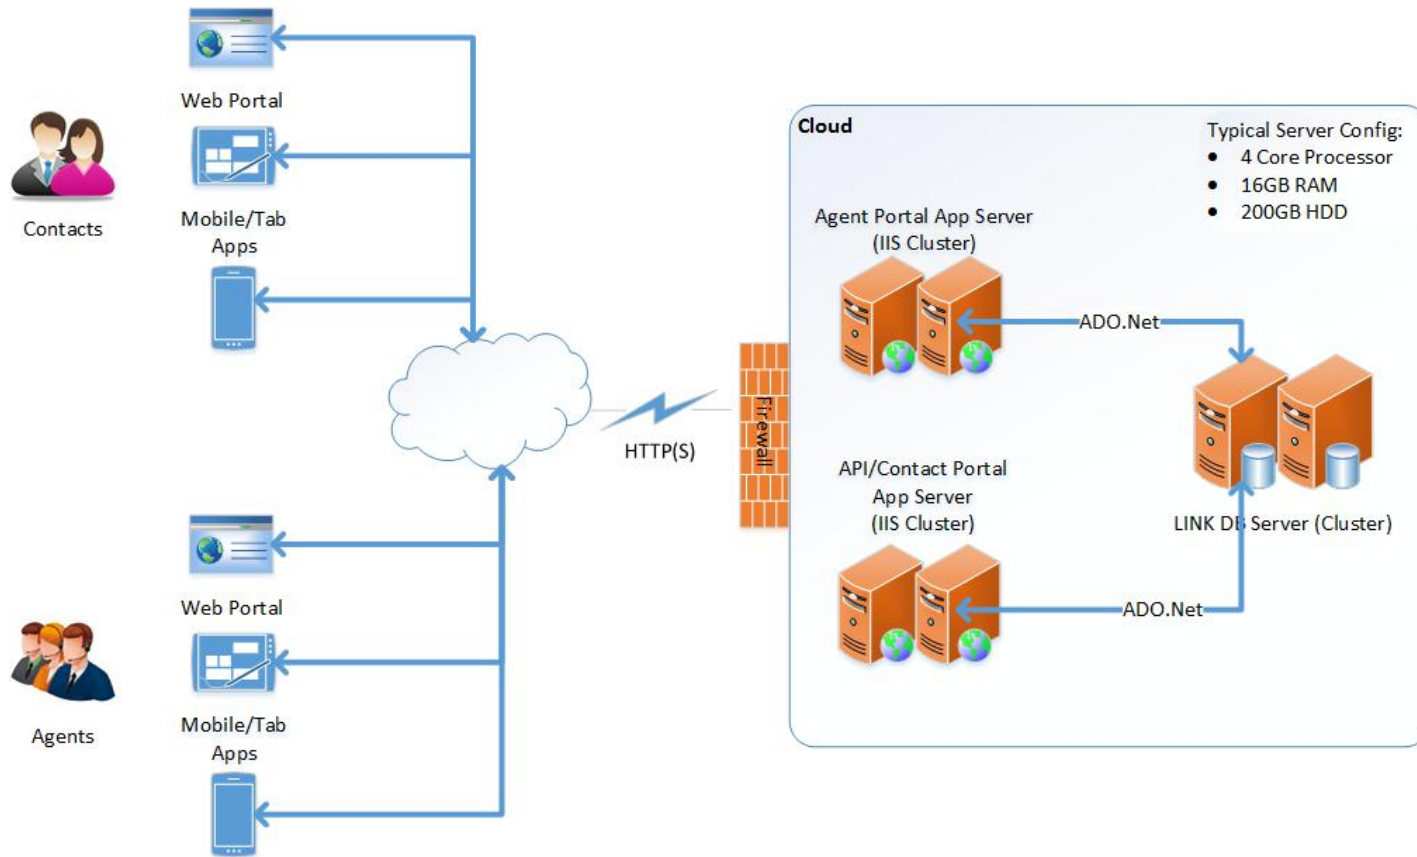 Web Portal
Contacts
Mobile/Tab
Apps
HTTP(S)
Firewall
Cloud
Typical Server Config:
• 4 Core Processor
• 16GB RAM
• 200GB HDD
Agent Portal App Server
(IIS Cluster)
ADO.Net
API/Contact Portal
App Server
(IIS Cluster)
LINK DB Server (Cluster)
ADO.Net
Web Portal
Agents
Mobile/Tab
Apps